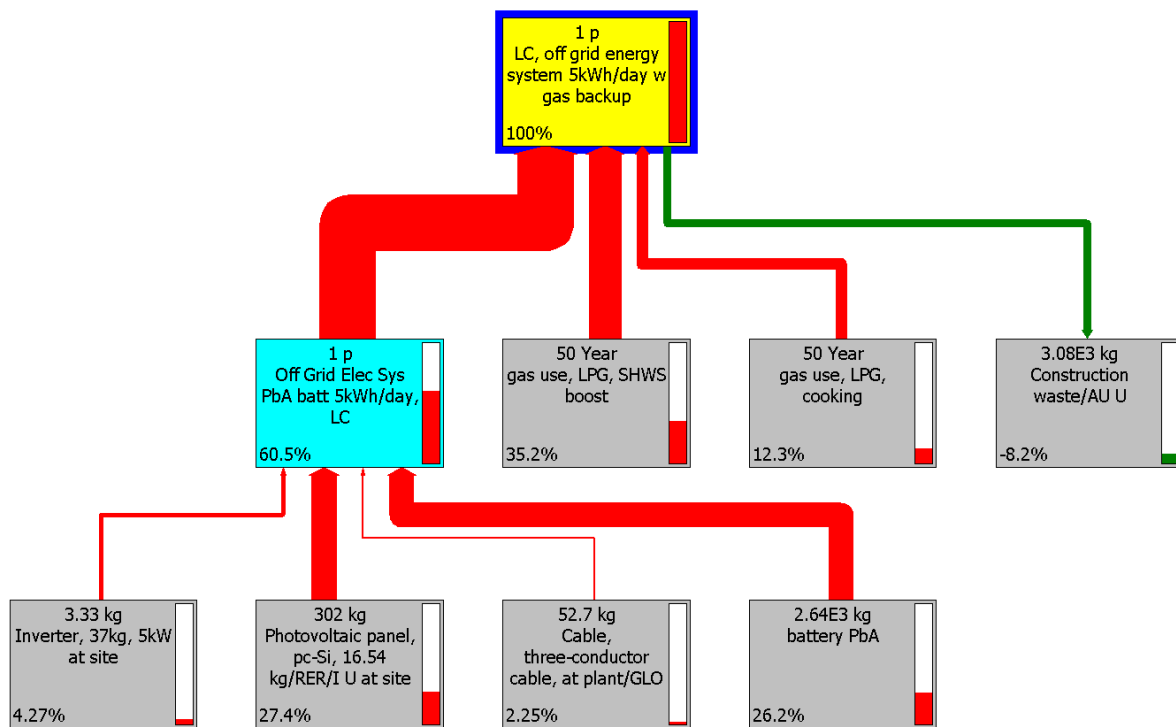 1 p
LC, off grid energy
system 5kWh/day w
gas backup
100%
1 p
Off Grid Elec Sys
PbA batt 5kWh/day,
LC
60.5%
50 Year
gas use, LPG, SHWS
boost
35.2%
50 Year
gas use, LPG,
cooking
12.3%
3.08E3 kg
Construction
waste/AU U
-8.2%
3.33 kg
Inverter, 37kg, 5kW
at site
4.27%
302 kg
Photovoltaic panel,
pc-Si, 16.54
kg/RER/I U at site
27.4%
52.7 kg
Cable,
three-conductor
cable, at plant/GLO
2.25%
2.64E3 kg
battery PbA
26.2%